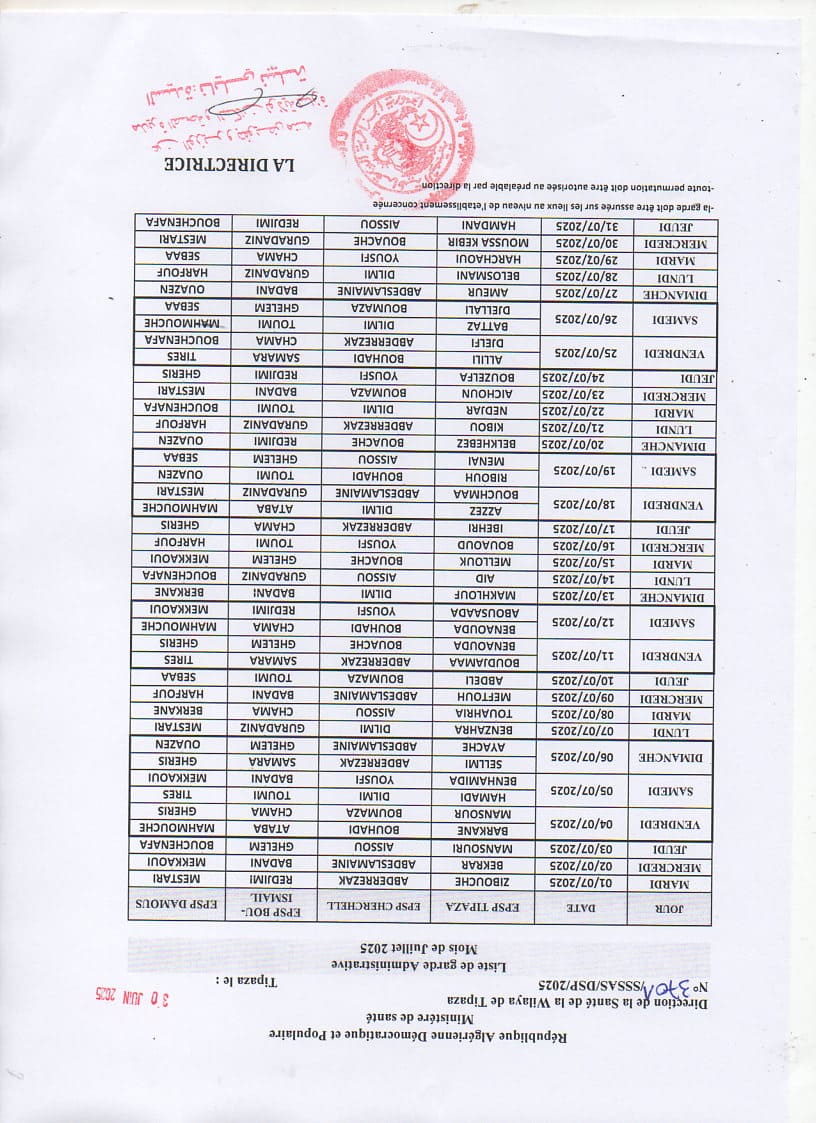 République Algérienne Démocratique et Populaire
Ministére de santé
Direction de la Santé de la Wilaya de Tipaza
N° 3701/SSSAS/DSP/2025
Tipaza le : 30 JUIN 2025
Liste de garde Administrative
Mois de Juillet 2025
JOUR DATE EPSP TIPAZA EPSP CHERCHELL EPSP BOU-ISMAIL EPSP DAMOUS
MARDI 01/07/2025 ZIBOUCHE ABDERREZAK REDJIMI MESTARI
MERCREDI 02/07/2025 BEKRAR ABDESLAMAINE BADANI MEKKAOUI
JEUDI 03/07/2025 MANSOURI AISSOU GHELEM BOUCHENAFA
VENDREDI 04/07/2025 BARKANE BOUHADI ATABA MAHMOUCHE
MANSOUR BOUMAZA CHAMA GHERIS
SAMEDI 05/07/2025 HAMADI DILMI TOUMI TIRES
BENHAMIDA YOUSFI BADANI MEKKAOUI
DIMANCHE 06/07/2025 SELLMI ABDERREZAK SAMARA GHERIS
AYACHE ABDESLAMAINE GHELEM OUAZEN
LUNDI 07/07/2025 BENZAHRA DILMI GURADANIZ MESTARI
MARDI 08/07/2025 TOUAHRIA AISSOU CHAMA BERKANE
MERCREDI 09/07/2025 MEFTOUH ABDESLAMAINE BADANI HARFOUF
JEUDI 10/07/2025 ABDELI BOUMAZA TOUMI SEBAA
VENDREDI 11/07/2025 BOUDJAMAA ABDERREZAK SAMARA TIRES
BENAOUDA BOUACHE GHELEM GHERIS
SAMEDI 12/07/2025 BENAOUDA BOUHADI CHAMA MAHMOUCHE
ABOUSAADA YOUSFI REDJIMI MEKKAOUI
DIMANCHE 13/07/2025 MAKHLOUF DILMI BADANI BERKANE
LUNDI 14/07/2025 AID AISSOU GURADANIZ BOUCHENAFA
MARDI 15/07/2025 MELLOUK BOUACHE GHELEM MEKKAOUI
MERCREDI 16/07/2025 BOUAOUD YOUSFI TOUMI HARFOUF
JEUDI 17/07/2025 IBEHRI ABDERREZAK CHAMA GHERIS
VENDREDI 18/07/2025 AZZEZ DILMI ATABA MAHMOUCHE
BOUCHMAA ABDESLAMAINE GURADANIZ MESTARI
SAMEDI 19/07/2025 RIBOUH BOUHADI TOUMI OUAZEN
MENAI AISSOU GHELEM SEBAA
DIMANCHE 20/07/2025 BELKHEBEZ BOUACHE REDJIMI OUAZEN
LUNDI 21/07/2025 KIBOU ABDERREZAK GURADANIZ HARFOUF
MARDI 22/07/2025 NEDJAR DILMI TOUMI BOUCHENAFA
MERCREDI 23/07/2025 AICHOUN BOUMAZA BADANI MESTARI
JEUDI 24/07/2025 BOUZELFA YOUSFI REDJIMI GHERIS
VENDREDI 25/07/2025 ALLILI BOUHADI SAMARA TIRES
DJELFI ABDERREZAK CHAMA BOUCHENAFA
SAMEDI 26/07/2025 BATTAZ DILMI TOUMI MAHMOUCHE
DJELLALI BOUMAZA GHELEM SEBAA
DIMANCHE 27/07/2025 AMEUR ABDESLAMAINE BADANI OUAZEN
LUNDI 28/07/2025 BELOSMANI DILMI GURADANIZ HARFOUF
MARDI 29/07/2025 HARCHAOUI YOUSFI CHAMA SEBAA
MERCREDI 30/07/2025 MOUSSA KEBIR BOUACHE GURADANIZ MESTARI
JEUDI 31/07/2025 HAMDANI AISSOU REDJIMI BOUCHENAFA
-la garde doit être assurée sur les lieux au niveau de l'etablissement concernée
-toute permutation doit être autorisée au préalable par la direction
LA DIRECTRICE
عن الوزير و بتفويض منه
مديرة الصحة و السكان لولاية تيبازة
السيدة: نايلي نبيلة